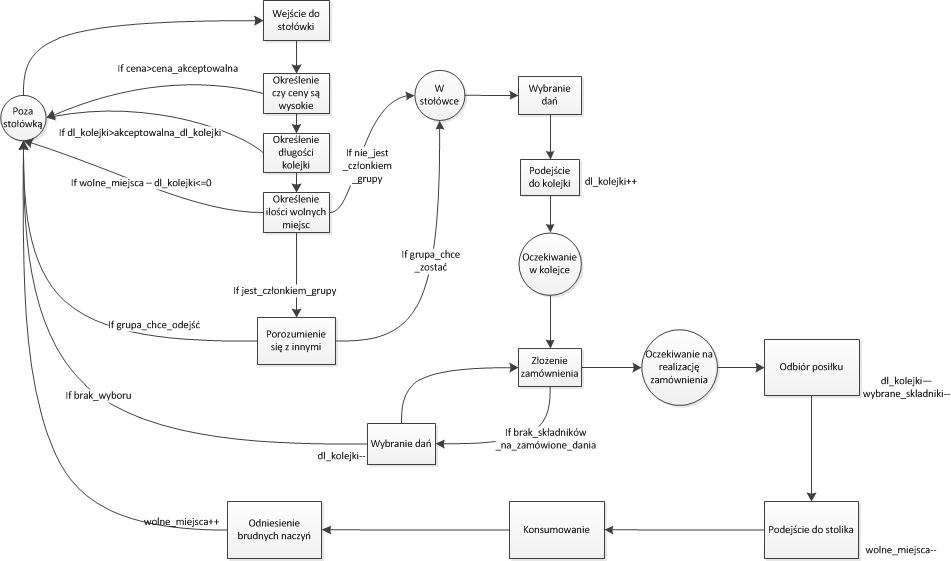 Wejście do
stołówki
If cena>cena_akceptowalna
Określenie
czy ceny są
wysokie
W
stołówce
Wybranie
dań
Poza
stołówką
If dl_kolejki>akceptowalna_dl_kolejki
Określenie
długości
kolejki
If nie_jest
_członkiem
_grupy
Podejście
do kolejki
dl_kolejki++
If wolne_miejsca -- dl_kolejki<=0
Określenie
ilości wolnych
miejsc
If grupa_chce
_zostać
Oczekiwanie
w kolejce
If jest_członkiem_grupy
If grupa_chce_odejść
Porozumienie
się z innymi
Złożenie
zamównienia
Oczekiwanie na
realizację
zamównienia
Odbiór posiłku
dl_kolejki—
wybrane_skladniki--
If brak_wyboru
Wybranie dań
dl_kolejki--
If brak_składników
_na_zamówione_dania
wolne_miejsca++
Odniesienie
brudnych naczyń
Konsumowanie
Podejście do stolika
wolne_miejsca--